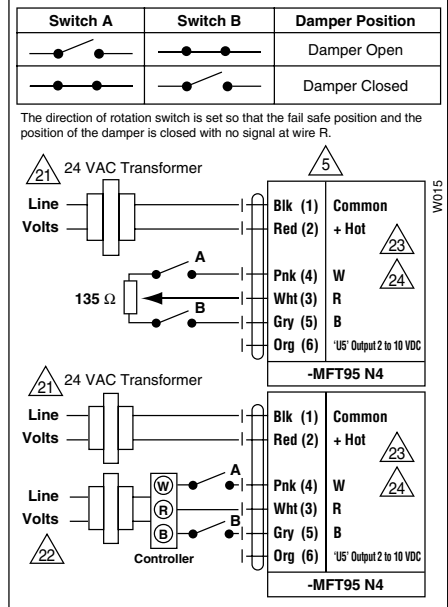 Switch A Switch B Damper Position
Damper Open
Damper Closed
The direction of rotation switch is set so that the fail safe position and the
position of the damper is closed with no signal at wire R.
21 24 VAC Transformer 5
W015
Line Blk (1) Common
Volts Red (2) + Hot
23
A
Pnk (4) W 24
135 Ω Wht (3) R
B
Gry (5) B
Org (6) 'U5' Output 2 to 10 VDC
-MFT95 N4
21 24 VAC Transformer
Line Blk (1) Common
Volts Red (2) + Hot
23
A
W Pnk (4) W 24
Line
R Wht (3) R
Volts
B
B Gry (5) B
22 Controller Org (6) 'U5' Output 2 to 10 VDC
-MFT95 N4